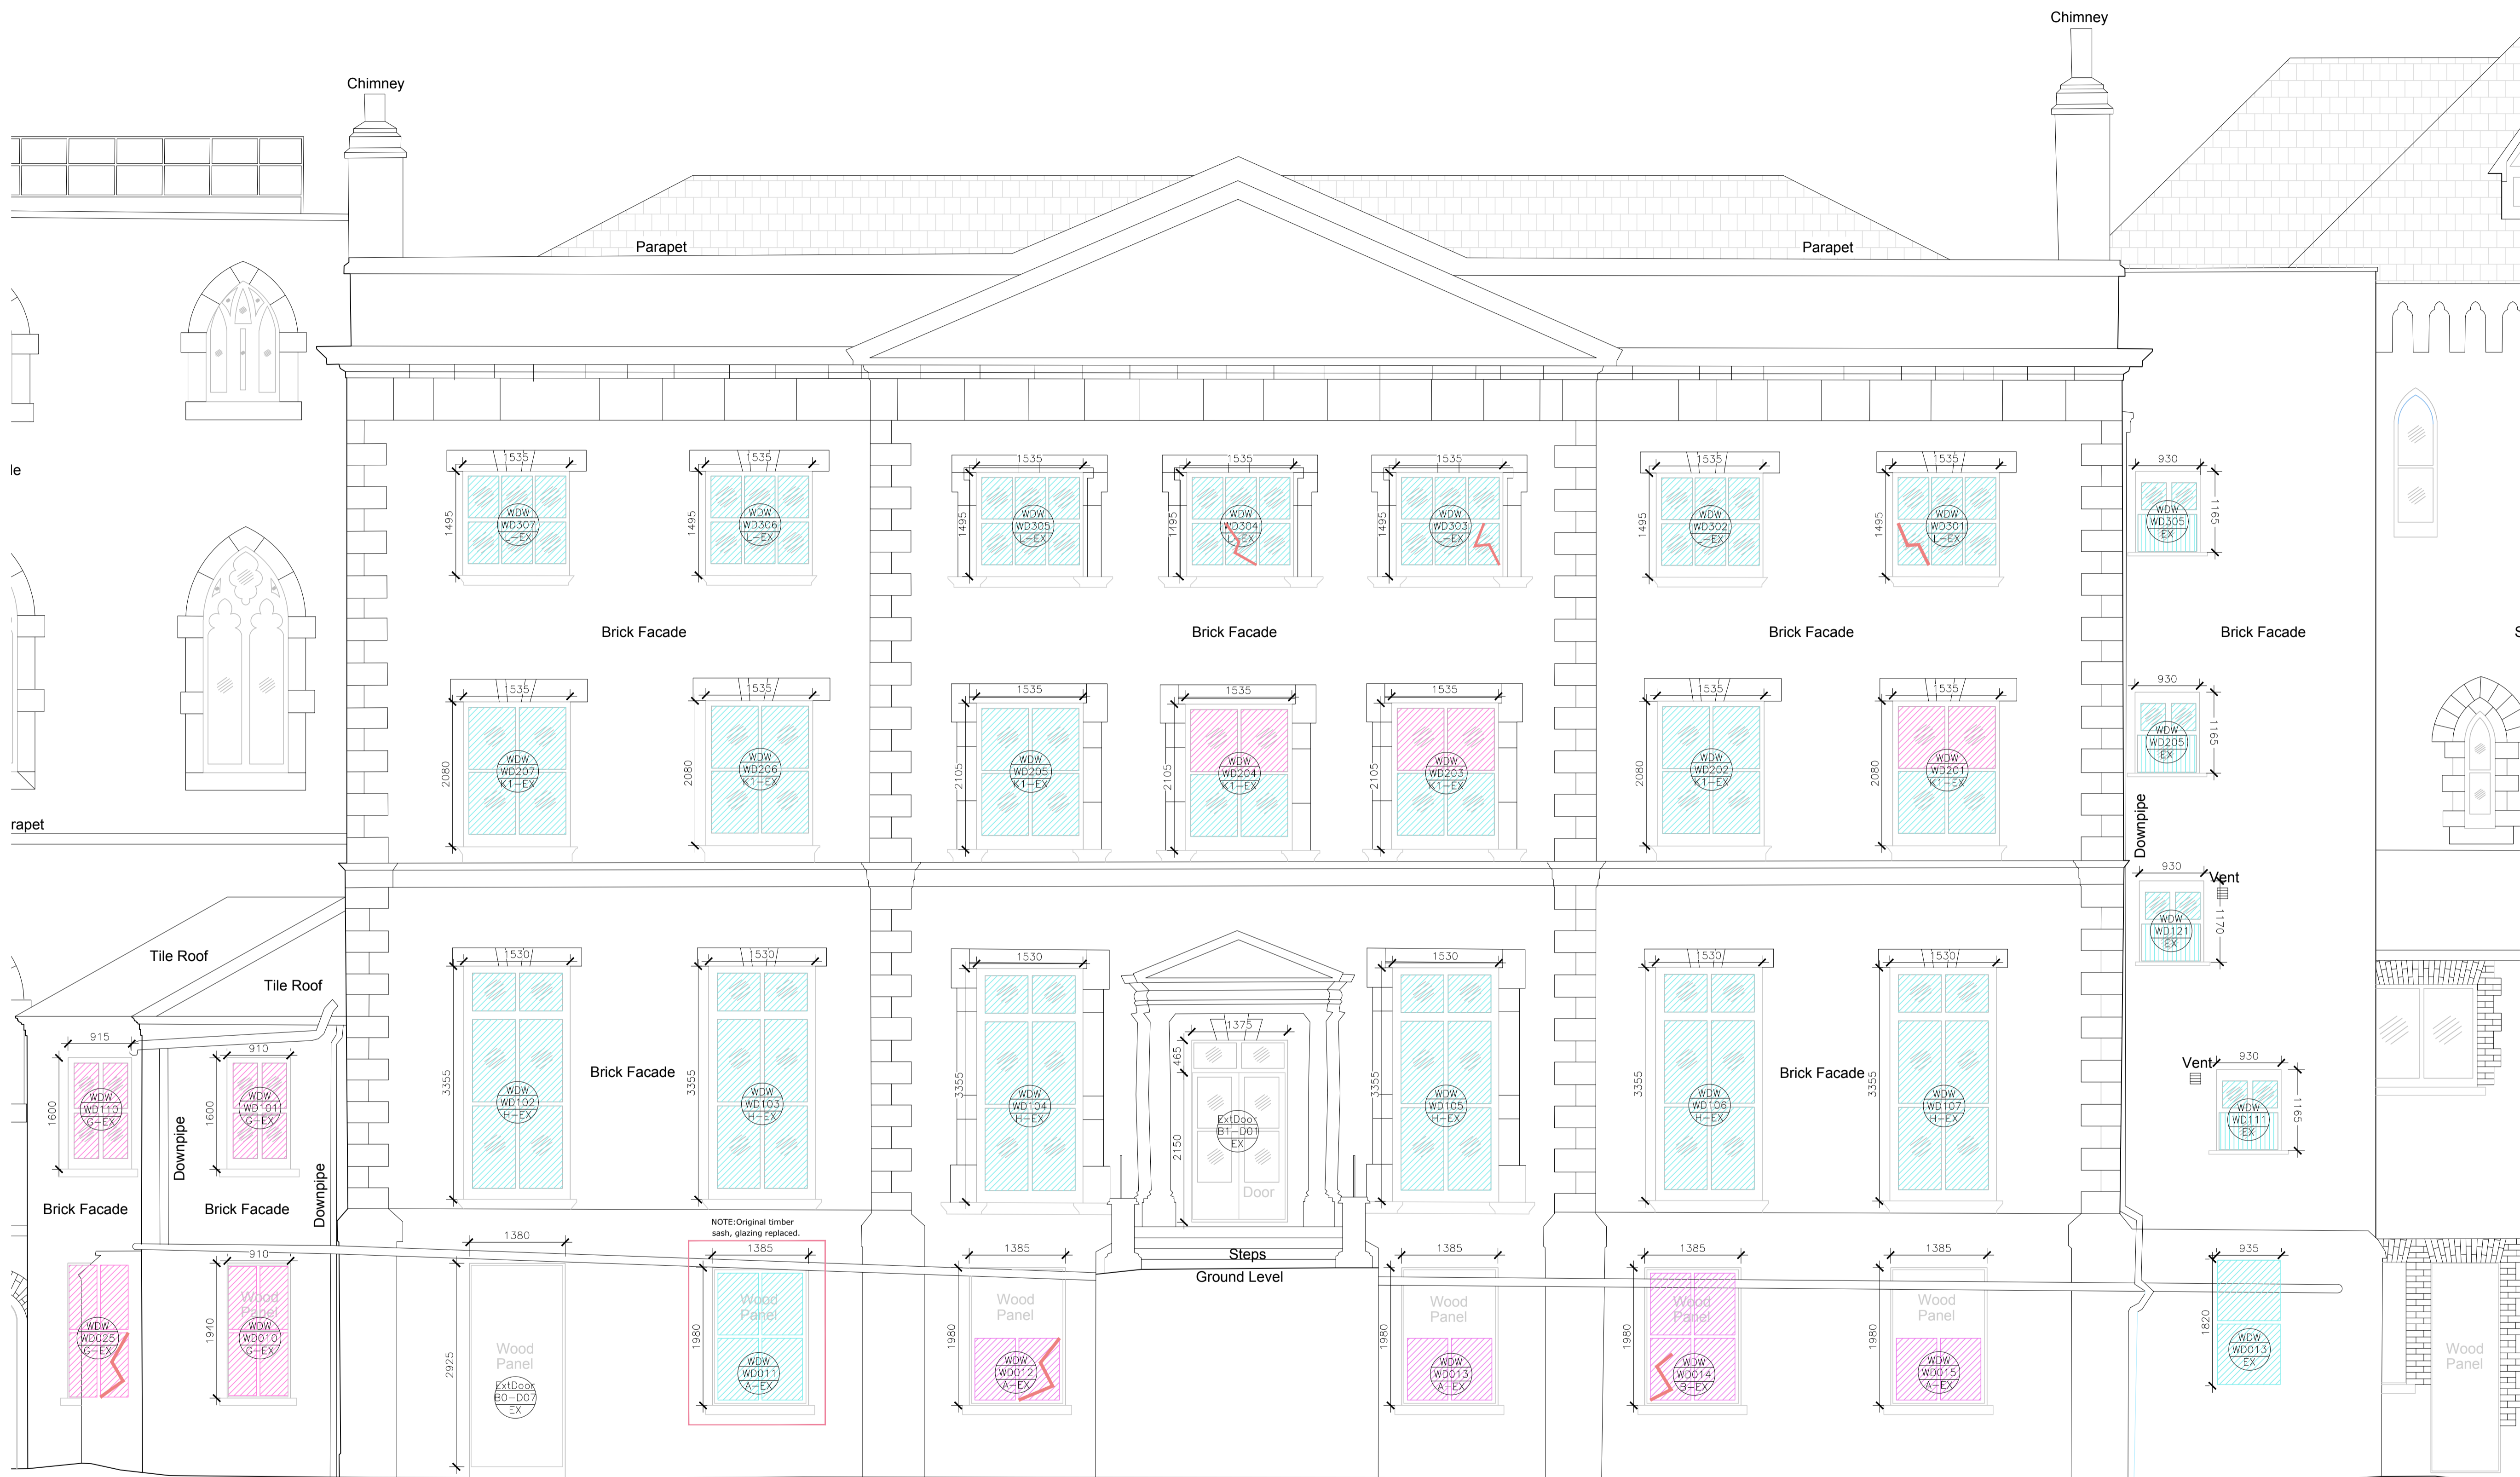 Chimney
Chimney
Parapet
Parapet
le
1535
1495
WDW
WD307
L-EX
1535
1495
WDW
WD306
L-EX
1535
1495
WDW
WD305
L-EX
1535
1495
WDW
WD304
L-EX
1535
1495
WDW
WD303
L-EX
1535
1495
WDW
WD302
L-EX
1535
1495
WDW
WD301
L-EX
930
1165
WDW
WD305
EX
Brick Facade
Brick Facade
Brick Facade
Brick Facade
S
1535
2080
WDW
WD207
K1-EX
1535
2080
WDW
WD206
K1-EX
1535
2105
WDW
WD205
K1-EX
1535
2105
WDW
WD204
K1-EX
1535
2105
WDW
WD203
K1-EX
1535
2080
WDW
WD202
K1-EX
1535
2080
WDW
WD201
K1-EX
930
1165
WDW
WD205
EX
rapet
Downpipe
930
Vent
1170
WDW
WD121
EX
Tile Roof
Tile Roof
915
1600
WDW
WD110
G-EX
910
1600
WDW
WD101
G-EX
Downpipe
Downpipe
Brick Facade
Brick Facade
1530
3355
WDW
WD102
H-EX
Brick Facade
1530
3355
WDW
WD103
H-EX
1530
3355
WDW
WD104
H-EX
1375
465
2150
ExtDoor
B1-D01
EX
Door
1530
3355
WDW
WD105
H-EX
1530
3355
WDW
WD106
H-EX
Brick Facade
1530
3355
WDW
WD107
H-EX
Vent
930
1165
WDW
WD111
EX
Steps
Ground Level
WDW
WD025
G-EX
910
1940
Wood
Panel
WDW
WD010
G-EX
1380
2925
Wood
Panel
ExtDoor
B0-D07
EX
NOTE:Original timber
sash, glazing replaced.
1385
1980
Wood
Panel
WDW
WD011
A-EX
1385
1980
Wood
Panel
WDW
WD012
A-EX
1385
1980
Wood
Panel
WDW
WD013
A-EX
1385
1980
Wood
Panel
WDW
WD014
B-EX
1385
1980
Wood
Panel
WDW
WD015
A-EX
935
1820
WDW
WD013
EX
Wood
Panel